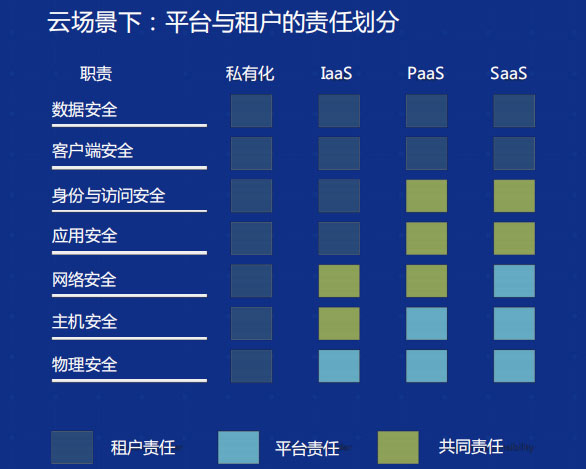 云场景下：平台与租户的责任划分
职责 私有化 IaaS PaaS SaaS
数据安全
客户端安全
身份与访问安全
应用安全
网络安全
主机安全
物理安全
租户责任 平台责任 共同责任